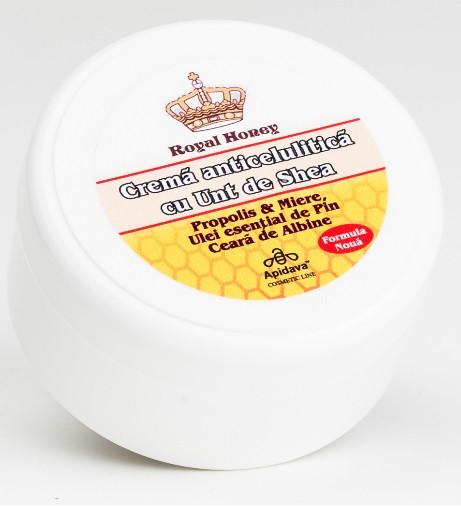 Royal Honey
Cremă anticelulitică
cu Unt de Shea
Propolis & Miere,
Ulei esențial de Pin
Ceară de Albine
Formula
Nouă
Apidava™
COSMETIC LINE